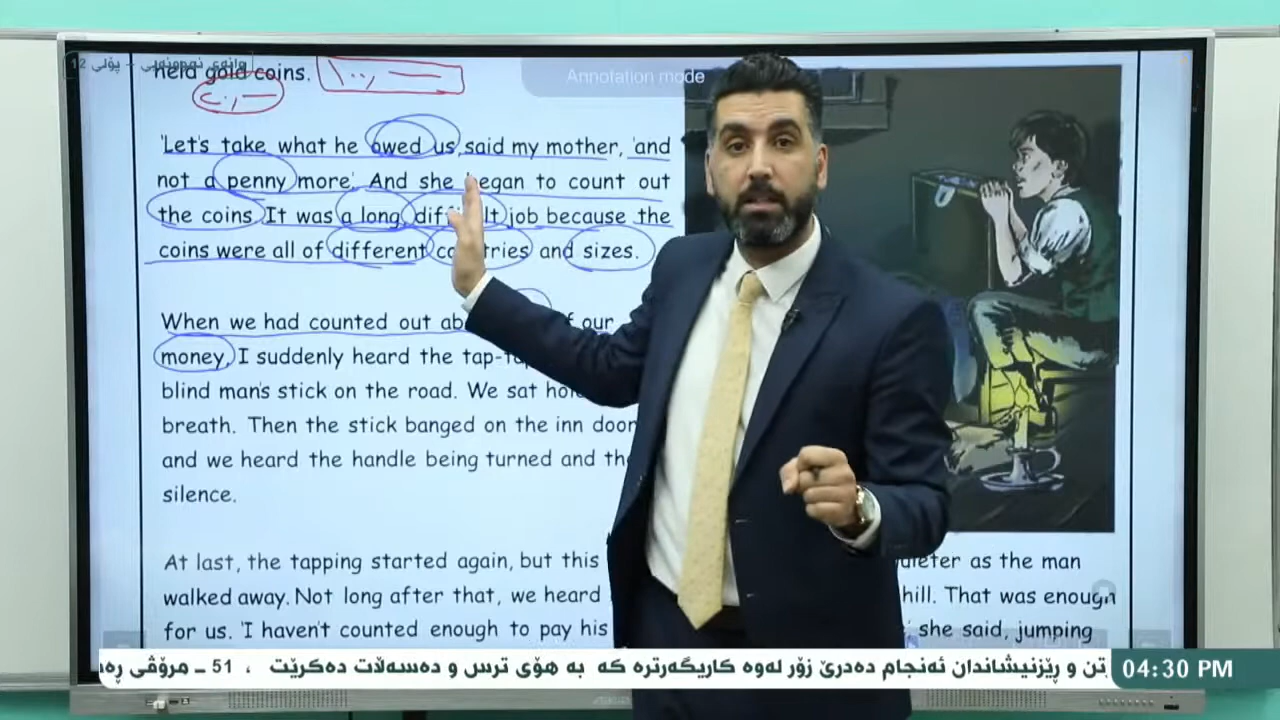 وانەی نموونەیی - پۆلی 12
held gold coins.
Annotation mode
'Let's take what he owed us, said my mother, 'and
not a penny more.' And she began to count out
the coins. It was a long, difficult job because the
coins were all of different countries and sizes.
When we had counted out of our
money, I suddenly heard the
blind man's stick on the road. We sat
breath. Then the stick banged on the inn door
and we heard the handle being turned and
silence.
At last, the tapping started again, but this quieter as the man
walked away. Not long after that, we heard hill. That was enough
for us. 'I haven't counted enough to pay his she said, jumping
و ڕێزنیشاندان ئەنجام دەدرێ زۆر لەوە کاریگەرترە کە بە هۆی ترس و دەسەڵات دەکرێت ، 51 ـ مرۆڤی
04:30 PM